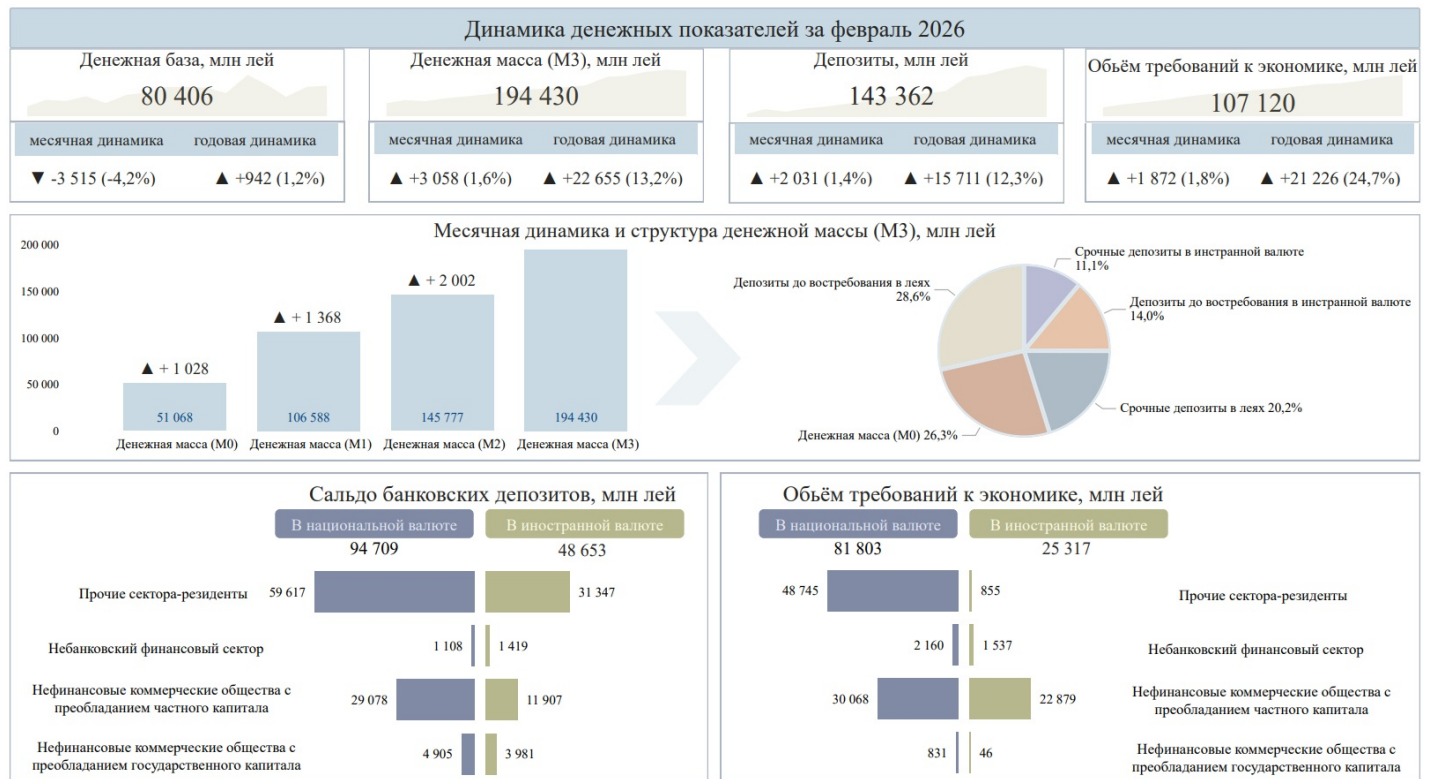 Динамика денежных показателей за февраль 2026
Денежная база, млн лей
80 406
месячная динамика годовая динамика
▼ -3 515 (-4,2%) ▲ +942 (1,2%)
Денежная масса (М3), млн лей
194 430
месячная динамика годовая динамика
▲ +3 058 (1,6%) ▲ +22 655 (13,2%)
Депозиты, млн лей
143 362
месячная динамика годовая динамика
▲ +2 031 (1,4%) ▲ +15 711 (12,3%)
Обьём требований к экономике, млн лей
107 120
месячная динамика годовая динамика
▲ +1 872 (1,8%) ▲ +21 226 (24,7%)
Месячная динамика и структура денежной массы (М3), млн лей
200 000
150 000
100 000
50 000
0
▲ + 1 028
▲ + 1 368
▲ + 2 002
51 068
106 588
145 777
194 430
Денежная масса (М0)
Денежная масса (М1)
Денежная масса (М2)
Денежная масса (М3)
Срочные депозиты в инстранной валюте
11,1%
Депозиты до востребования в леях
28,6%
Депозиты до востребования в инстранной валюте
14,0%
Срочные депозиты в леях 20,2%
Денежная масса (М0) 26,3%
Сальдо банковских депозитов, млн лей
В национальной валюте
В иностранной валюте
94 709
48 653
Прочие сектора-резиденты
59 617
31 347
Небанковский финансовый сектор
1 108
1 419
Нефинансовые коммерческие общества с
преобладанием частного капитала
29 078
11 907
Нефинансовые коммерческие общества с
преобладанием государственного капитала
4 905
3 981
Обьём требований к экономике, млн лей
В национальной валюте
В иностранной валюте
81 803
25 317
48 745
855
Прочие сектора-резиденты
2 160
1 537
Небанковский финансовый сектор
30 068
22 879
Нефинансовые коммерческие общества с
преобладанием частного капитала
831
46
Нефинансовые коммерческие общества с
преобладанием государственного капитала